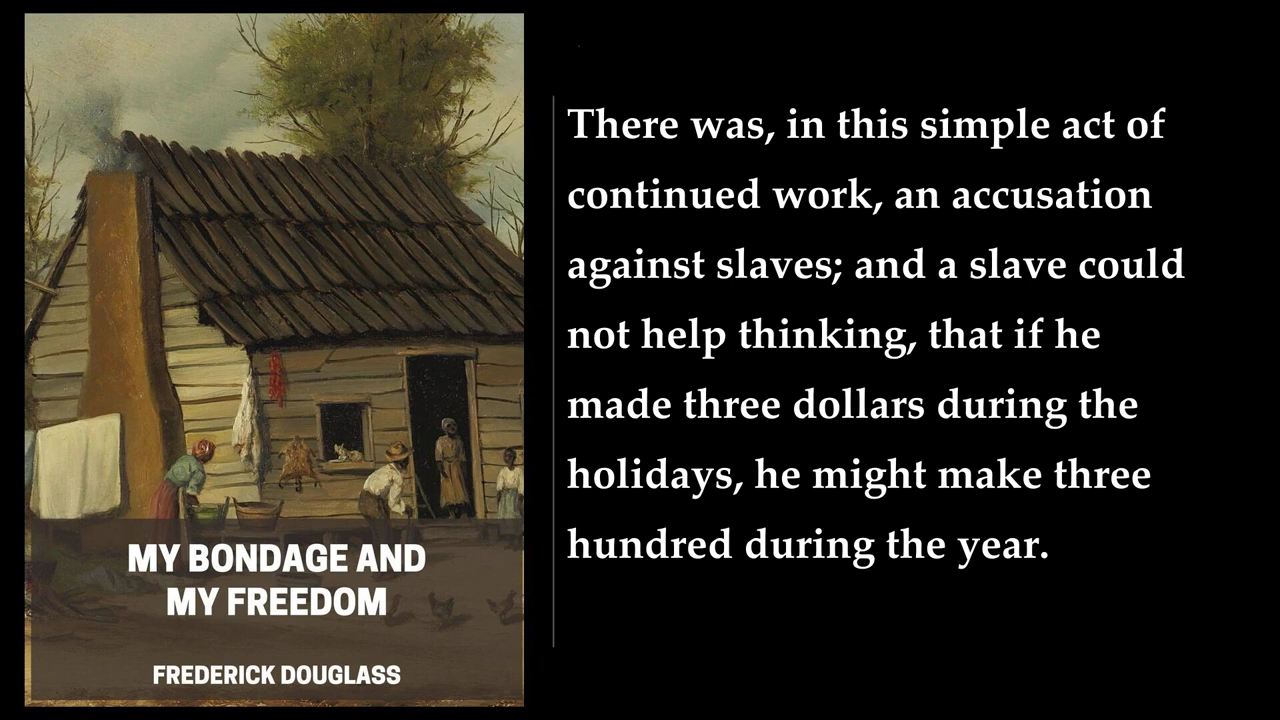 MY BONDAGE AND
MY FREEDOM
FREDERICK DOUGLASS
There was, in this simple act of
continued work, an accusation
against slaves; and a slave could
not help thinking, that if he
made three dollars during the
holidays, he might make three
hundred during the year.